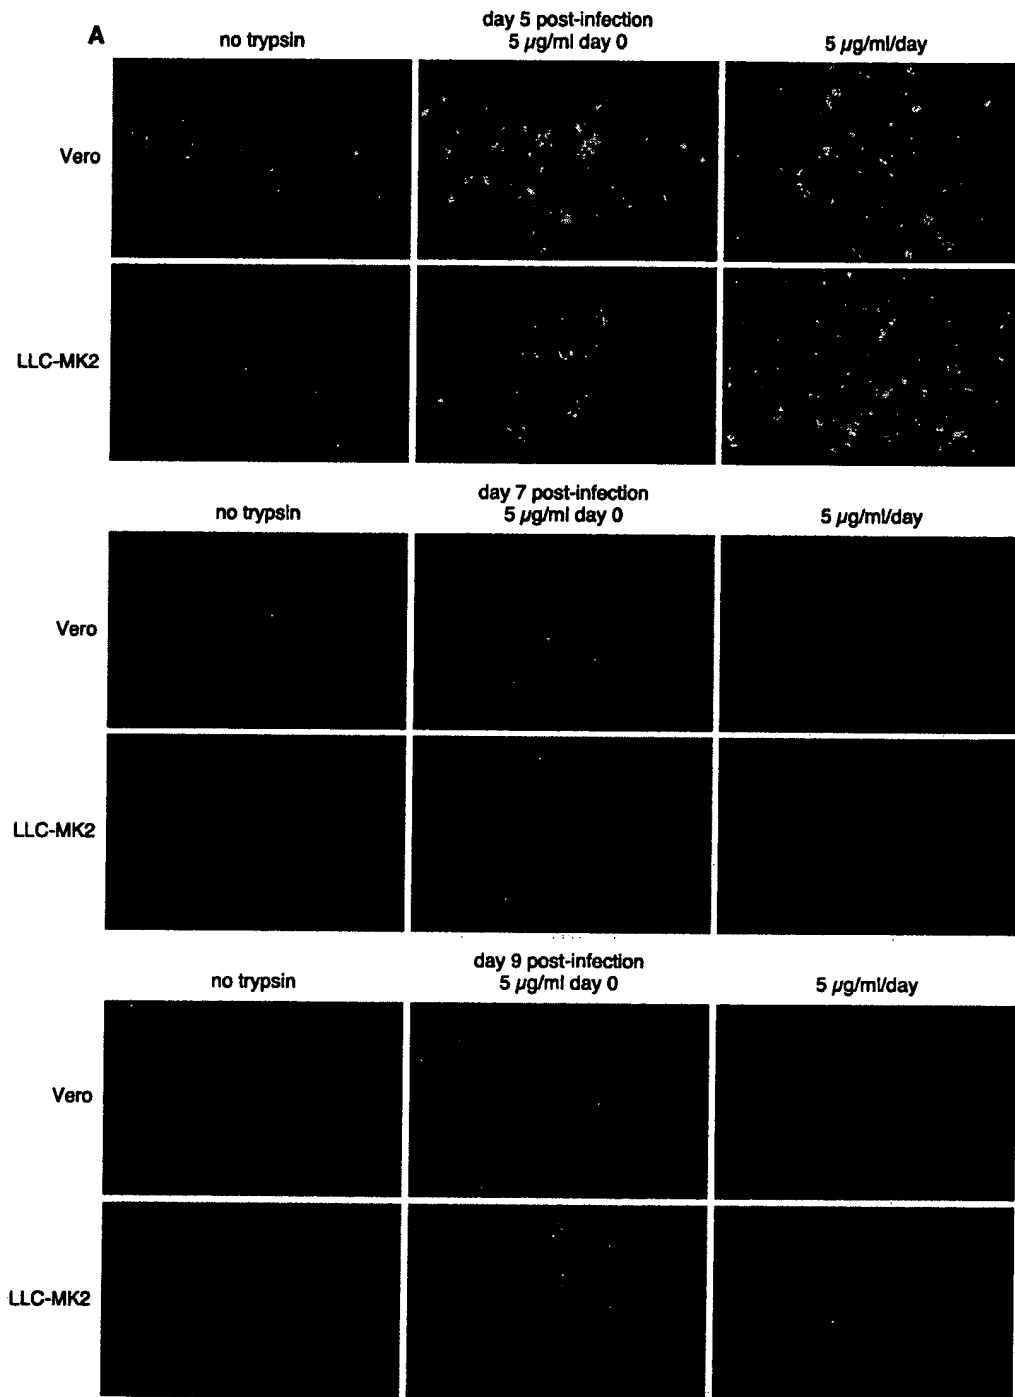 A
day 5 post-infection
no trypsin
5 µg/ml day 0
5 µg/ml/day
Vero
LLC-MK2
day 7 post-infection
no trypsin
5 µg/ml day 0
5 µg/ml/day
Vero
LLC-MK2
day 9 post-infection
no trypsin
5 µg/ml day 0
5 µg/ml/day
Vero
LLC-MK2